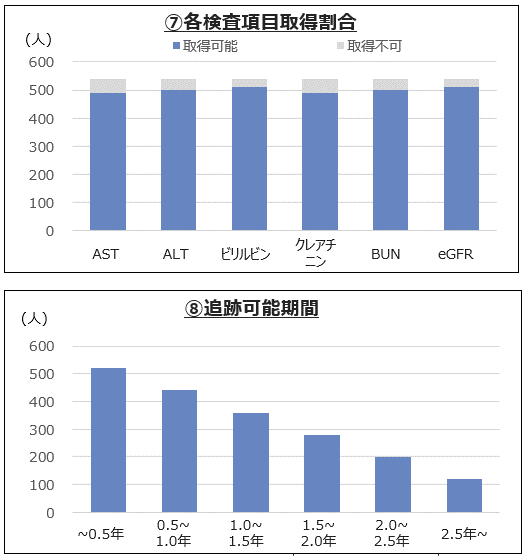 ⑦各検査項目取得割合
(人)
取得可能 取得不可
600
500
400
300
200
100
0
AST ALT ビリルビン クレアチ BUN eGFR
ニン
⑧追跡可能期間
(人)
600
500
400
300
200
100
0
~0.5年 0.5~ 1.0~ 1.5~ 2.0~ 2.5年~
1.0年 1.5年 2.0年 2.5年